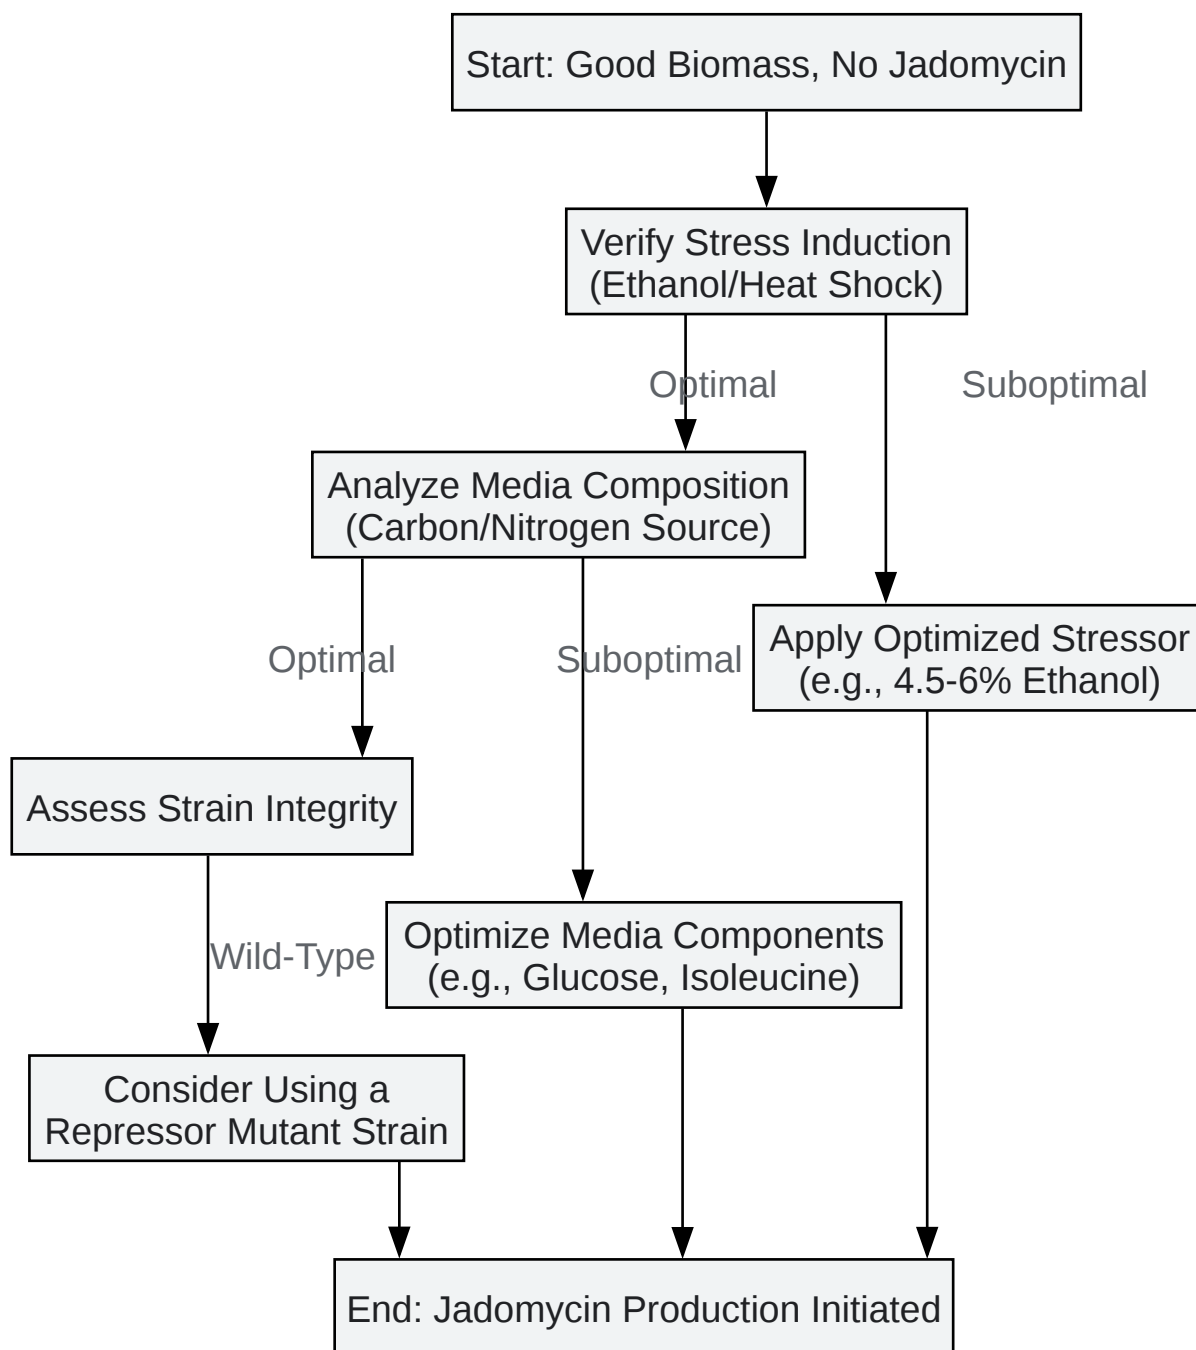 Start: Good Biomass, No Jadomycin
Verify Stress Induction
(Ethanol/Heat Shock)
Optimal
Suboptimal
Analyze Media Composition
(Carbon/Nitrogen Source)
Optimal
Suboptimal
Apply Optimized Stressor
(e.g., 4.5-6% Ethanol)
Assess Strain Integrity
Wild-Type
Optimize Media Components
(e.g., Glucose, Isoleucine)
Consider Using a
Repressor Mutant Strain
End: Jadomycin Production Initiated